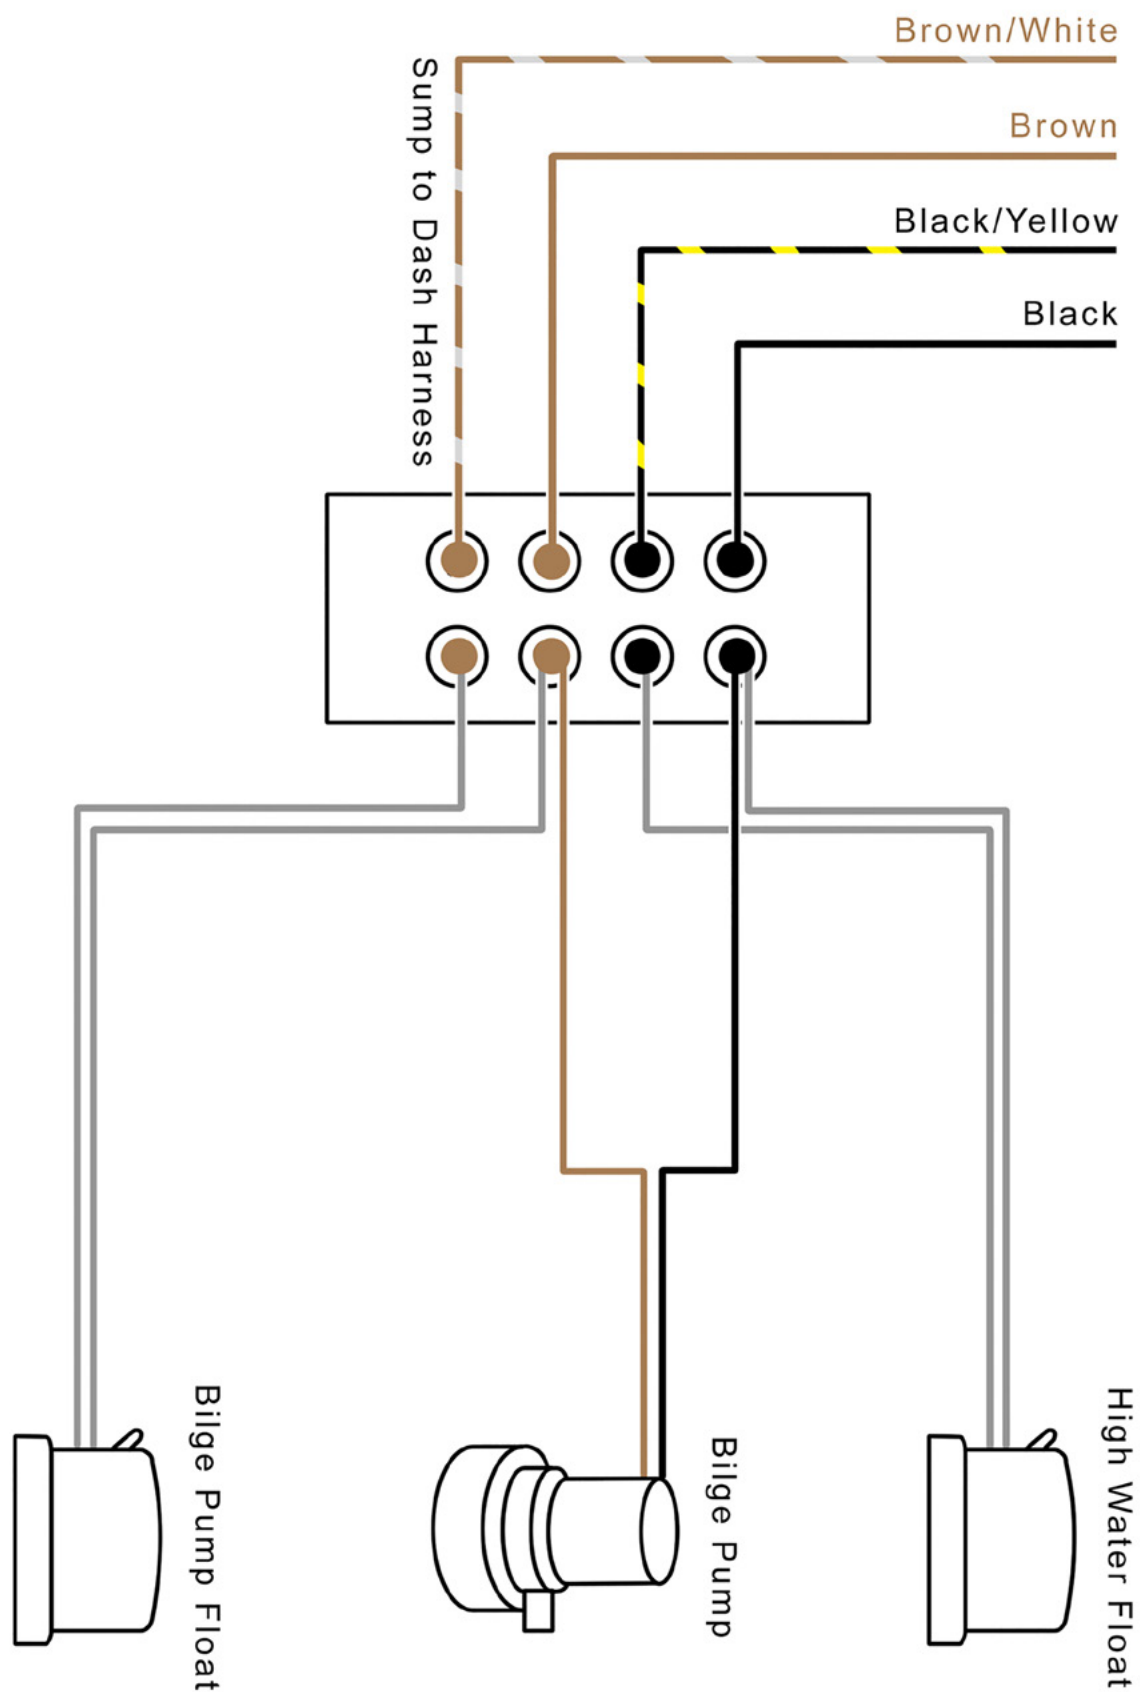 Brown/White
Brown
Black/Yellow
Black
Sump to Dash Harness
Bilge Pump Float
Bilge Pump
High Water Float